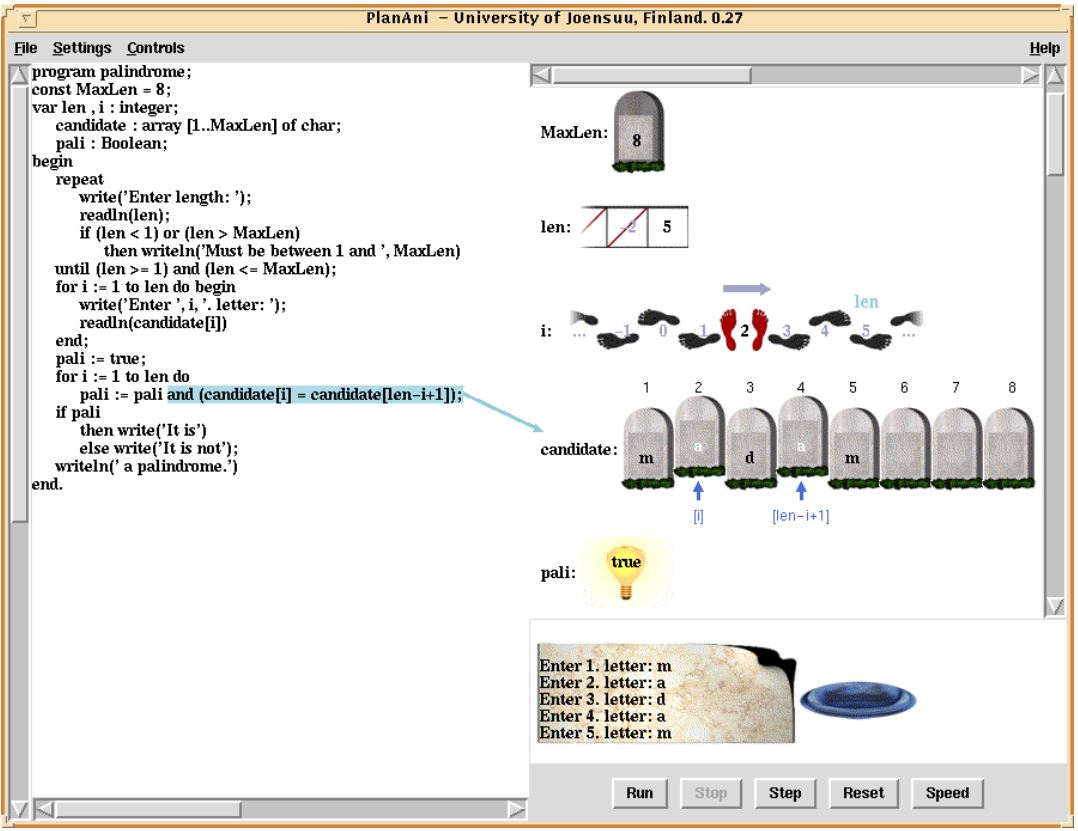 PlanAni – University of Joensuu, Finland. 0.27
File Settings Controls Help
program palindrome;
const MaxLen = 8;
var len , i : integer;
candidate : array [1..MaxLen] of char;
pali : Boolean;
begin
repeat
write('Enter length: ');
readln(len);
if (len < 1) or (len > MaxLen)
then writeln('Must be between 1 and ', MaxLen)
until (len >= 1) and (len <= MaxLen);
for i := 1 to len do begin
write('Enter ', i, '. letter: ');
readln(candidate[i])
end;
pali := true;
for i := 1 to len do
pali := pali and (candidate[i] = candidate[len-i+1]);
if pali
then write('It is')
else write('It is not');
writeln(' a palindrome.')
end.
MaxLen: 8
len: -2 5
len
i: ... -1 0 1 2 3 4 5 ...
1 2 3 4 5 6 7 8
candidate: m a d a m
[i] [len-i+1]
pali: true
Enter 1. letter: m
Enter 2. letter: a
Enter 3. letter: d
Enter 4. letter: a
Enter 5. letter: m
Run Stop Step Reset Speed